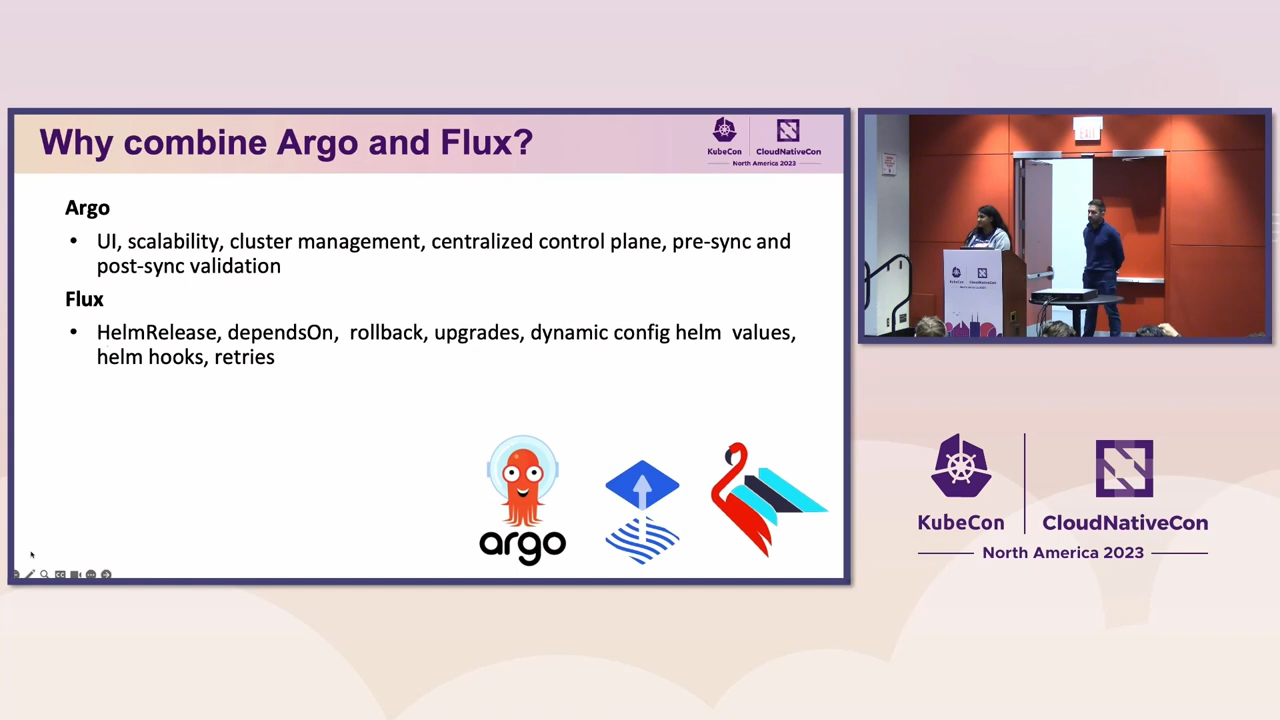 Why combine Argo and Flux?
KubeCon
CloudNativeCon
North America 2023
Argo
• UI, scalability, cluster management, centralized control plane, pre-sync and
post-sync validation
Flux
• HelmRelease, dependsOn, rollback, upgrades, dynamic config helm values,
helm hooks, retries
argo
EXIT
KubeCon
CloudNativeCon
North America 2023